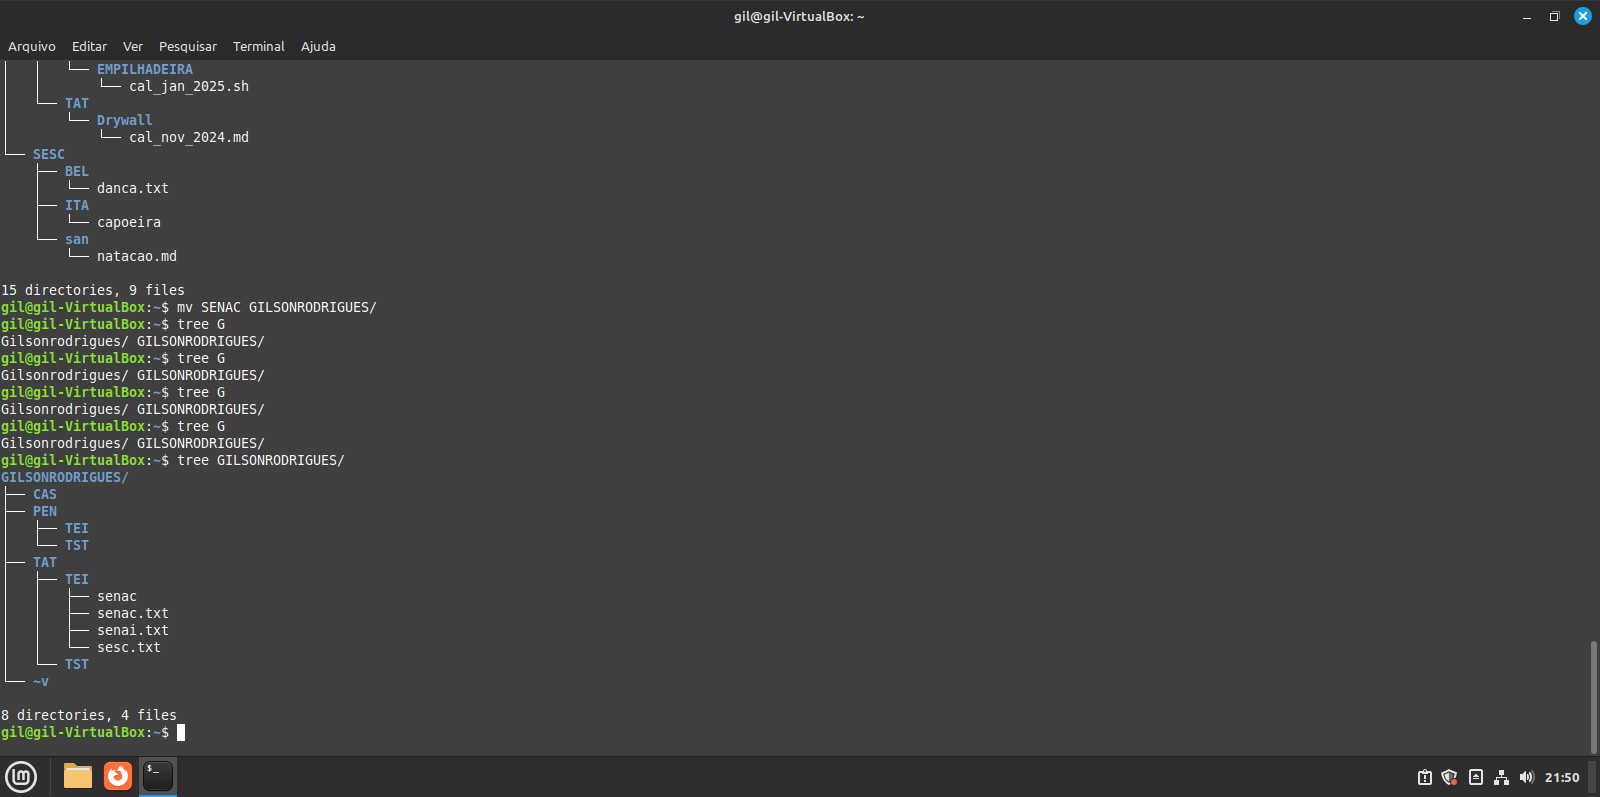 gil@gil-VirtualBox: ~
Arquivo Editar Ver Pesquisar Terminal Ajuda
EMPILHADEIRA
cal_jan_2025.sh
TAT
Drywall
cal_nov_2024.md
SESC
BEL
danca.txt
ITA
capoeira
san
natacao.md
15 directories, 9 files
gil@gil-VirtualBox:~$ mv SENAC GILSONRODRIGUES/
gil@gil-VirtualBox:~$ tree G
Gilsonrodrigues/ GILSONRODRIGUES/
gil@gil-VirtualBox:~$ tree G
Gilsonrodrigues/ GILSONRODRIGUES/
gil@gil-VirtualBox:~$ tree G
Gilsonrodrigues/ GILSONRODRIGUES/
gil@gil-VirtualBox:~$ tree G
Gilsonrodrigues/ GILSONRODRIGUES/
gil@gil-VirtualBox:~$ tree GILSONRODRIGUES/
GILSONRODRIGUES/
CAS
PEN
TEI
TST
TAT
TEI
senac
senac.txt
senai.txt
sesc.txt
TST
~v
8 directories, 4 files
gil@gil-VirtualBox:~$
$_
21:50